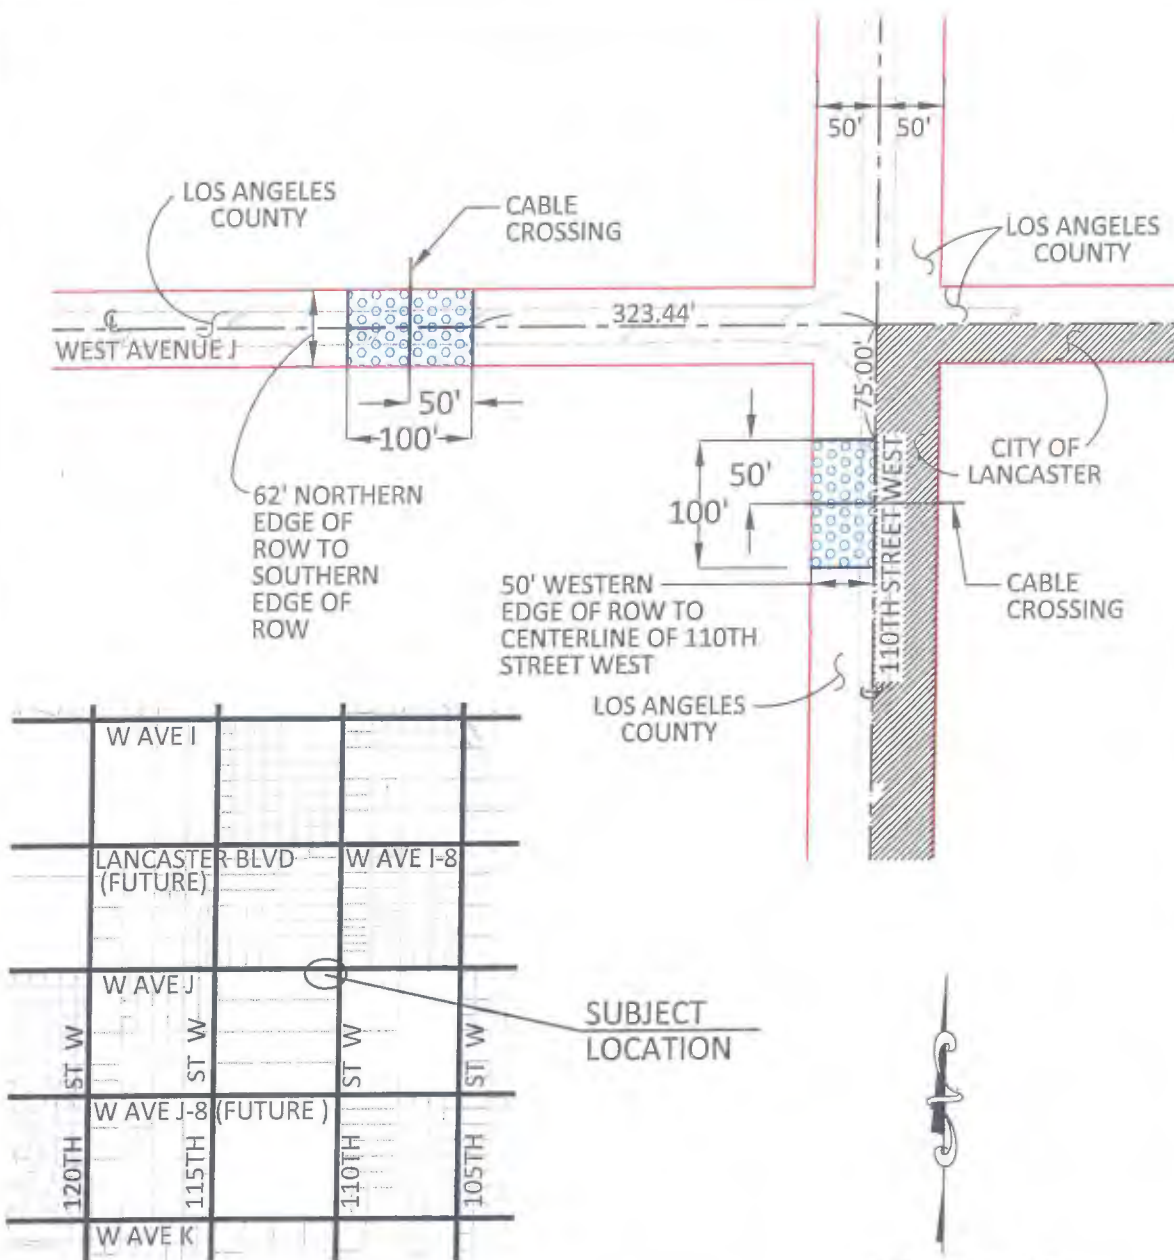 50'
50'
LOS ANGELES
COUNTY
CABLE
CROSSING
LOS ANGELES
COUNTY
℄
WEST AVENUE J
323.44'
75.00'
50'
100'
62' NORTHERN
EDGE OF
ROW TO
SOUTHERN
EDGE OF
ROW
50'
100'
110TH STREET WEST
CITY OF
LANCASTER
50' WESTERN
EDGE OF ROW TO
CENTERLINE OF 110TH
STREET WEST
CABLE
CROSSING
LOS ANGELES
COUNTY
W AVE I
LANCASTER BLVD
(FUTURE)
W AVE I-8
W AVE J
SUBJECT
LOCATION
W AVE J-8 (FUTURE )
120TH ST W
115TH ST W
110TH ST W
105TH ST W
W AVE K